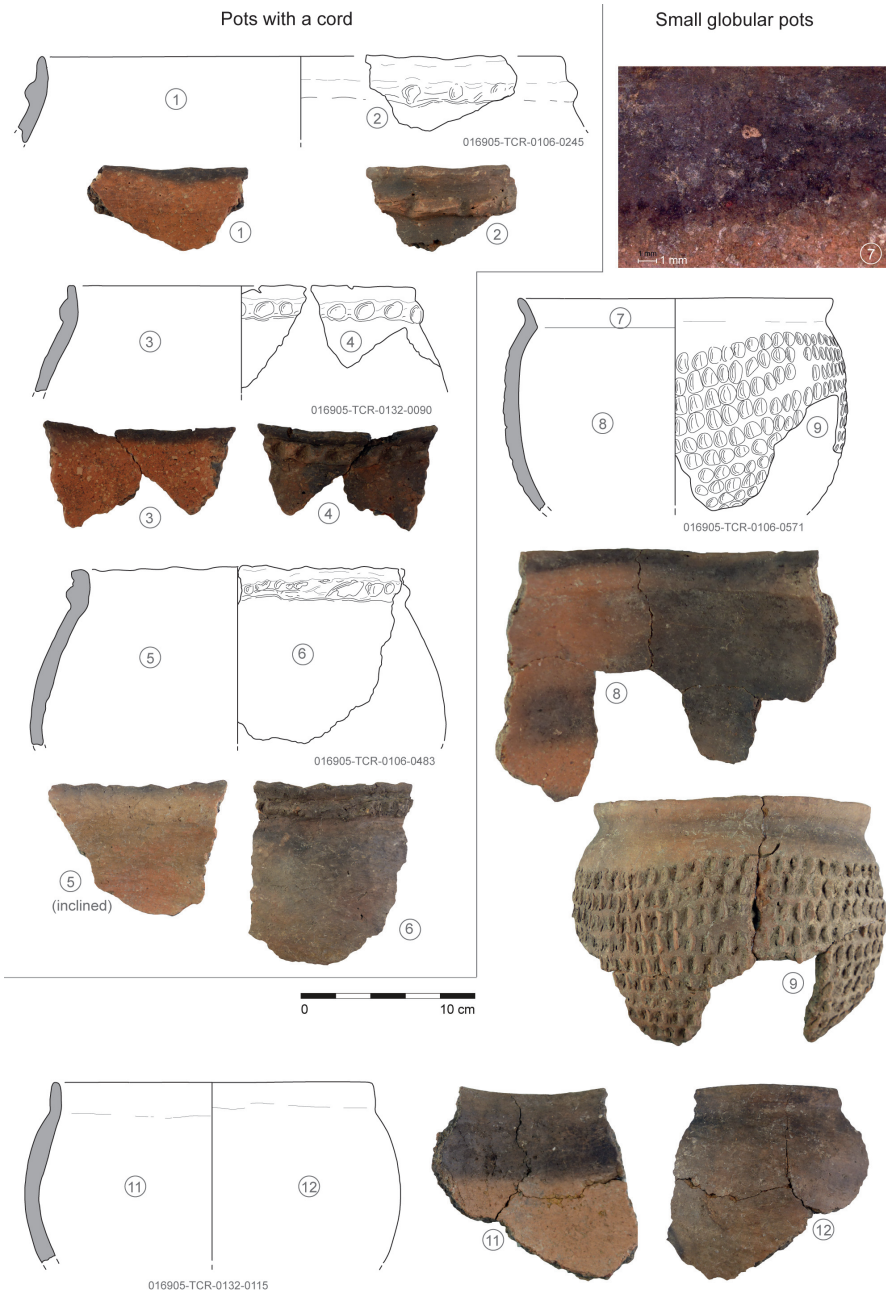 Pots with a cord
1
2
016905-TCR-0106-0245
1
2
3
4
016905-TCR-0132-0090
3
4
5
6
016905-TCR-0106-0483
5
(inclined)
6
Small globular pots
1 mm
1 mm
7
7
8
9
016905-TCR-0106-0571
8
9
0
10 cm
11
12
016905-TCR-0132-0115
11
12